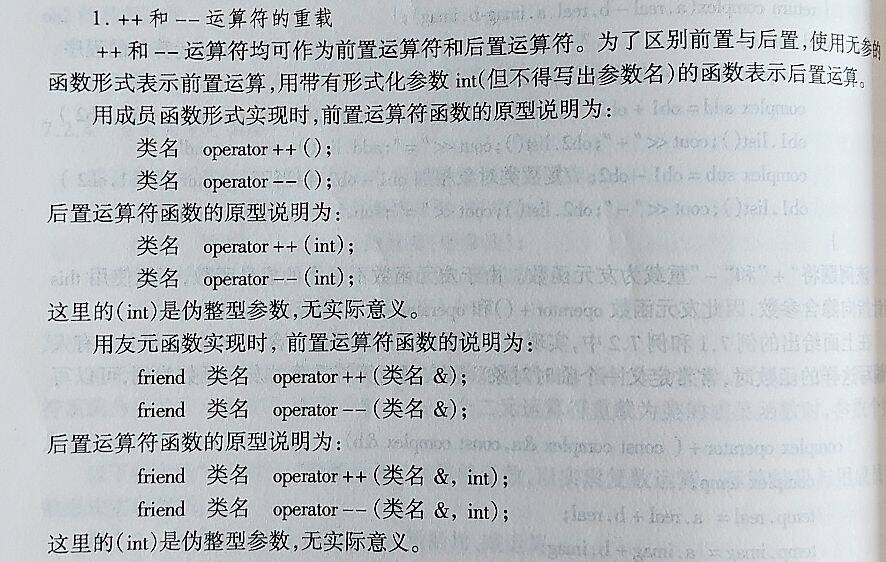 1. ++ 和 -- 运算符的重载
++ 和 -- 运算符均可作为前置运算符和后置运算符。为了区别前置与后置,使用无参的
函数形式表示前置运算,用带有形式化参数 int(但不得写出参数名)的函数表示后置运算。
用成员函数形式实现时,前置运算符函数的原型说明为:
类名 operator ++ ();
类名 operator -- ();
后置运算符函数的原型说明为:
类名 operator ++ (int);
类名 operator -- (int);
这里的(int)是伪整型参数,无实际意义。
用友元函数实现时, 前置运算符函数的说明为:
friend 类名 operator ++ (类名 &);
friend 类名 operator -- (类名 &);
后置运算符函数的原型说明为:
friend 类名 operator ++ (类名 &, int);
friend 类名 operator -- (类名 &, int);
这里的(int)是伪整型参数,无实际意义。